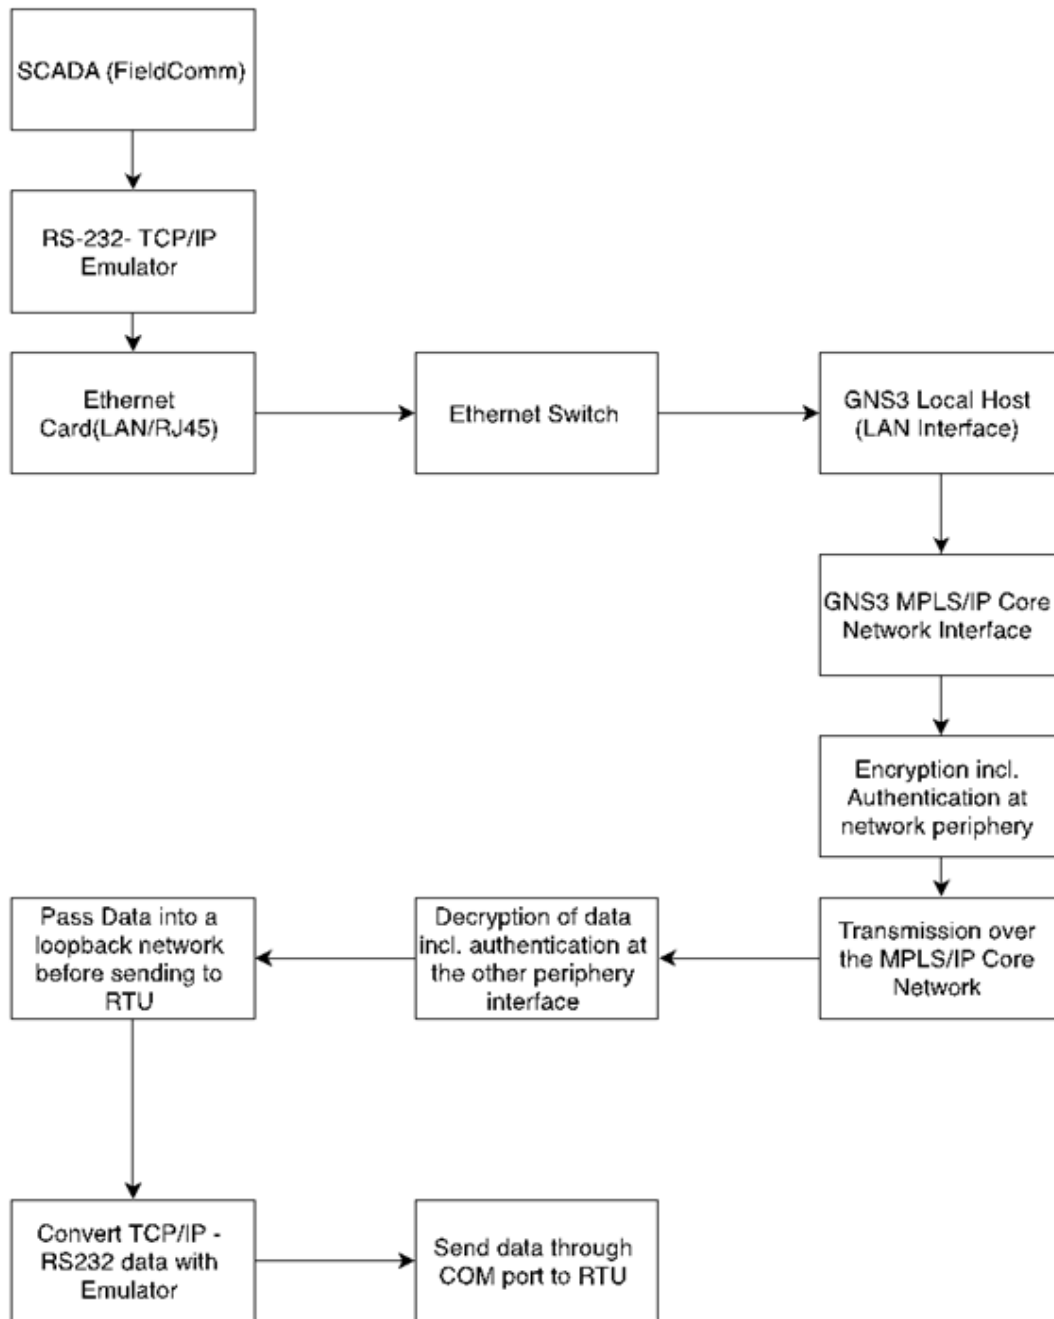 SCADA (FieldComm)
RS-232- TCP/IP
Emulator
Ethernet
Card(LAN/RJ45)
Ethernet Switch
GNS3 Local Host
(LAN Interface)
GNS3 MPLS/IP Core
Network Interface
Encryption incl.
Authentication at
network periphery
Transmission over
the MPLS/IP Core
Network
Decryption of data
incl. authentication at
the other periphery
interface
Pass Data into a
loopback network
before sending to
RTU
Convert TCP/IP -
RS232 data with
Emulator
Send data through
COM port to RTU